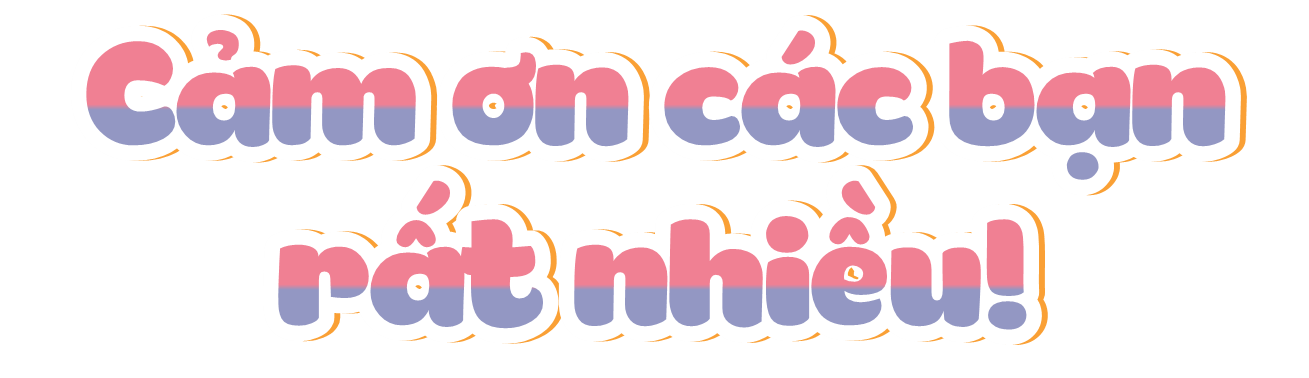 Cảm ơn các bạn
rất nhiều!